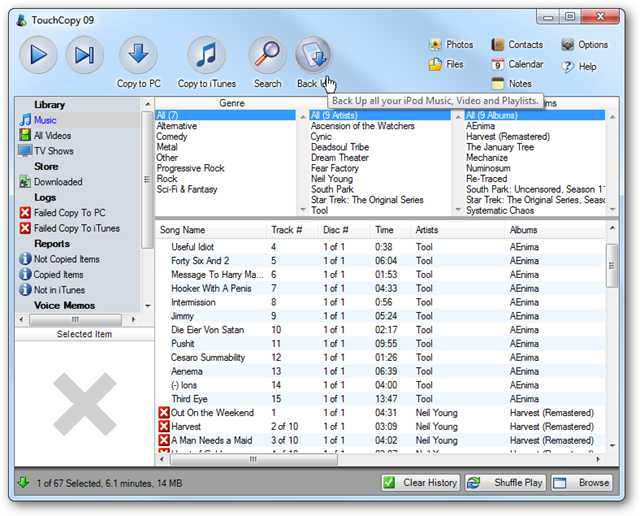 TouchCopy 09
Copy to PC
Copy to iTunes
Search
Back U
Photos
Contacts
Options
Files
Calendar
Help
Notes
Back Up all your iPod Music, Video and Playlists.
Library
Music
All Videos
TV Shows
Store
Downloaded
Logs
Failed Copy To PC
Failed Copy To iTunes
Reports
Not Copied Items
Copied Items
Not in iTunes
Voice Memos
Selected Item
Genre
All (7)
Alternative
Comedy
Metal
Other
Progressive Rock
Rock
Sci-Fi & Fantasy
All (9 Artists)
Ascension of the Watchers
Cynic
Deadsoul Tribe
Dream Theater
Fear Factory
Neil Young
South Park
Star Trek: The Original Series
Tool
ms
All (9 Albums)
AEnima
Harvest (Remastered)
The January Tree
Mechanize
Numinosum
Re-Traced
South Park: Uncensored, Season 1
Star Trek: The Original Series, Se
Systematic Chaos
Song Name Track # Disc # Time Artists Albums
Useful Idiot 4 1 of 1 0:38 Tool AEnima
Forty Six And 2 5 1 of 1 06:04 Tool AEnima
Message To Harry Ma... 6 1 of 1 01:53 Tool AEnima
Hooker With A Penis 7 1 of 1 04:33 Tool AEnima
Intermission 8 1 of 1 0:56 Tool AEnima
Jimmy 9 1 of 1 05:24 Tool AEnima
Die Eier Von Satan 10 1 of 1 02:17 Tool AEnima
Pushit 11 1 of 1 09:55 Tool AEnima
Cesaro Summability 12 1 of 1 01:26 Tool AEnima
Aenema 13 1 of 1 06:39 Tool AEnima
(-) Ions 14 1 of 1 04:00 Tool AEnima
Third Eye 15 1 of 1 13:47 Tool AEnima
Out On the Weekend 1 1 of 1 04:31 Neil Young Harvest (Remastered)
Harvest 2 of 10 1 of 1 03:09 Neil Young Harvest (Remastered)
A Man Needs a Maid 3 of 10 1 of 1 04:02 Neil Young Harvest (Remastered)
1 of 67 Selected, 6.1 minutes, 14 MB
Clear History
Shuffle Play
Browse